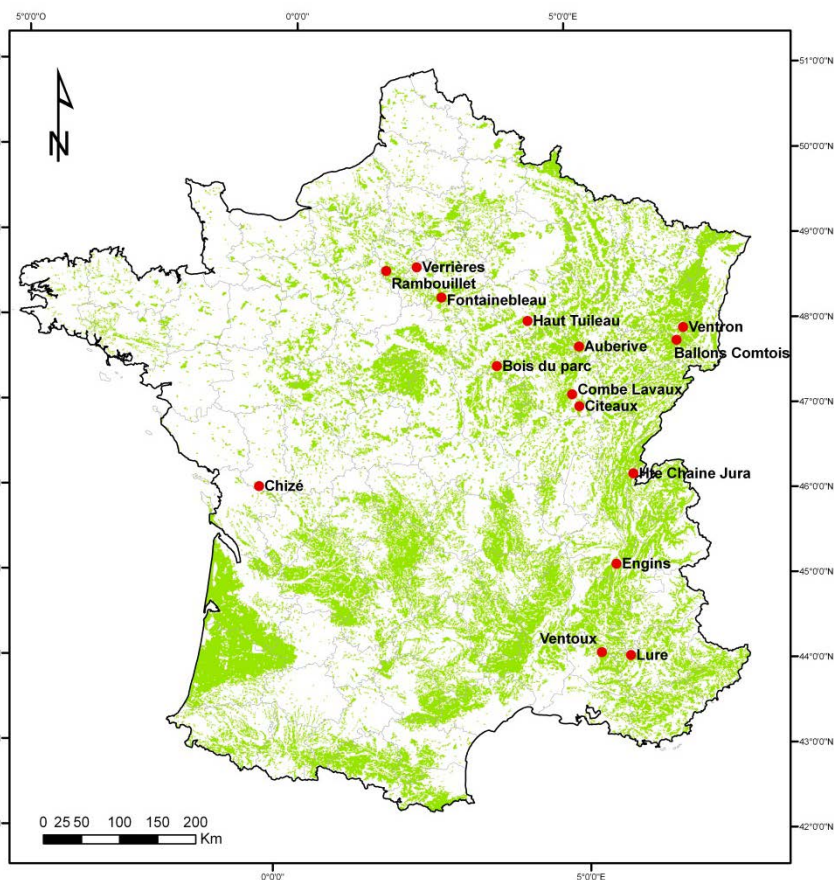 5°0'0"O 0°0'0" 5°0'0"E
51°0'0"N
N
50°0'0"N
49°0'0"N
Verrières
Rambouillet
Fontainebleau
48°0'0"N
Haut Tuileau
Ventron
Auberive
Ballons Comtois
Bois du parc
47°0'0"N
Combe Lavaux
Citeaux
Hte Chaine Jura
46°0'0"N
Chizé
45°0'0"N
Engins
Ventoux
44°0'0"N
Lure
43°0'0"N
0 25 50 100 150 200
Km
42°0'0"N
0°0'0" 5°0'0"E